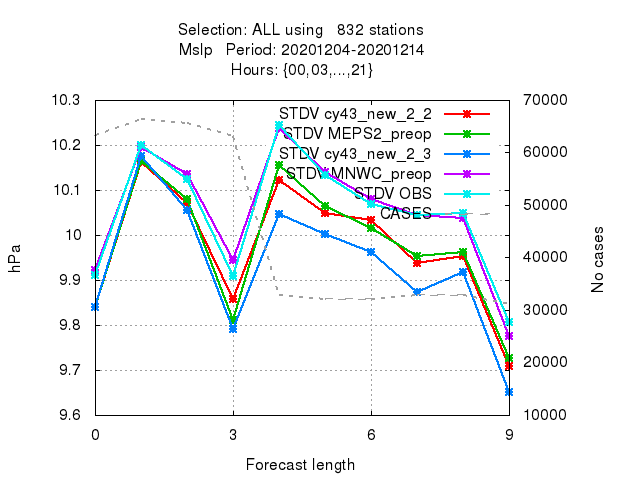 Selection: ALL using   832 stations
Mslp   Period: 20201204-20201214
Hours: {00,03,...,21}
10.3
10.2
10.1
10
9.9
9.8
9.7
9.6
hPa
70000
60000
50000
40000
30000
20000
10000
No cases
STDV cy43_new_2_2
STDV MEPS2_preop
STDV cy43_new_2_3
STDV MNWC_preop
STDV OBS
CASES
0 3 6 9
Forecast length